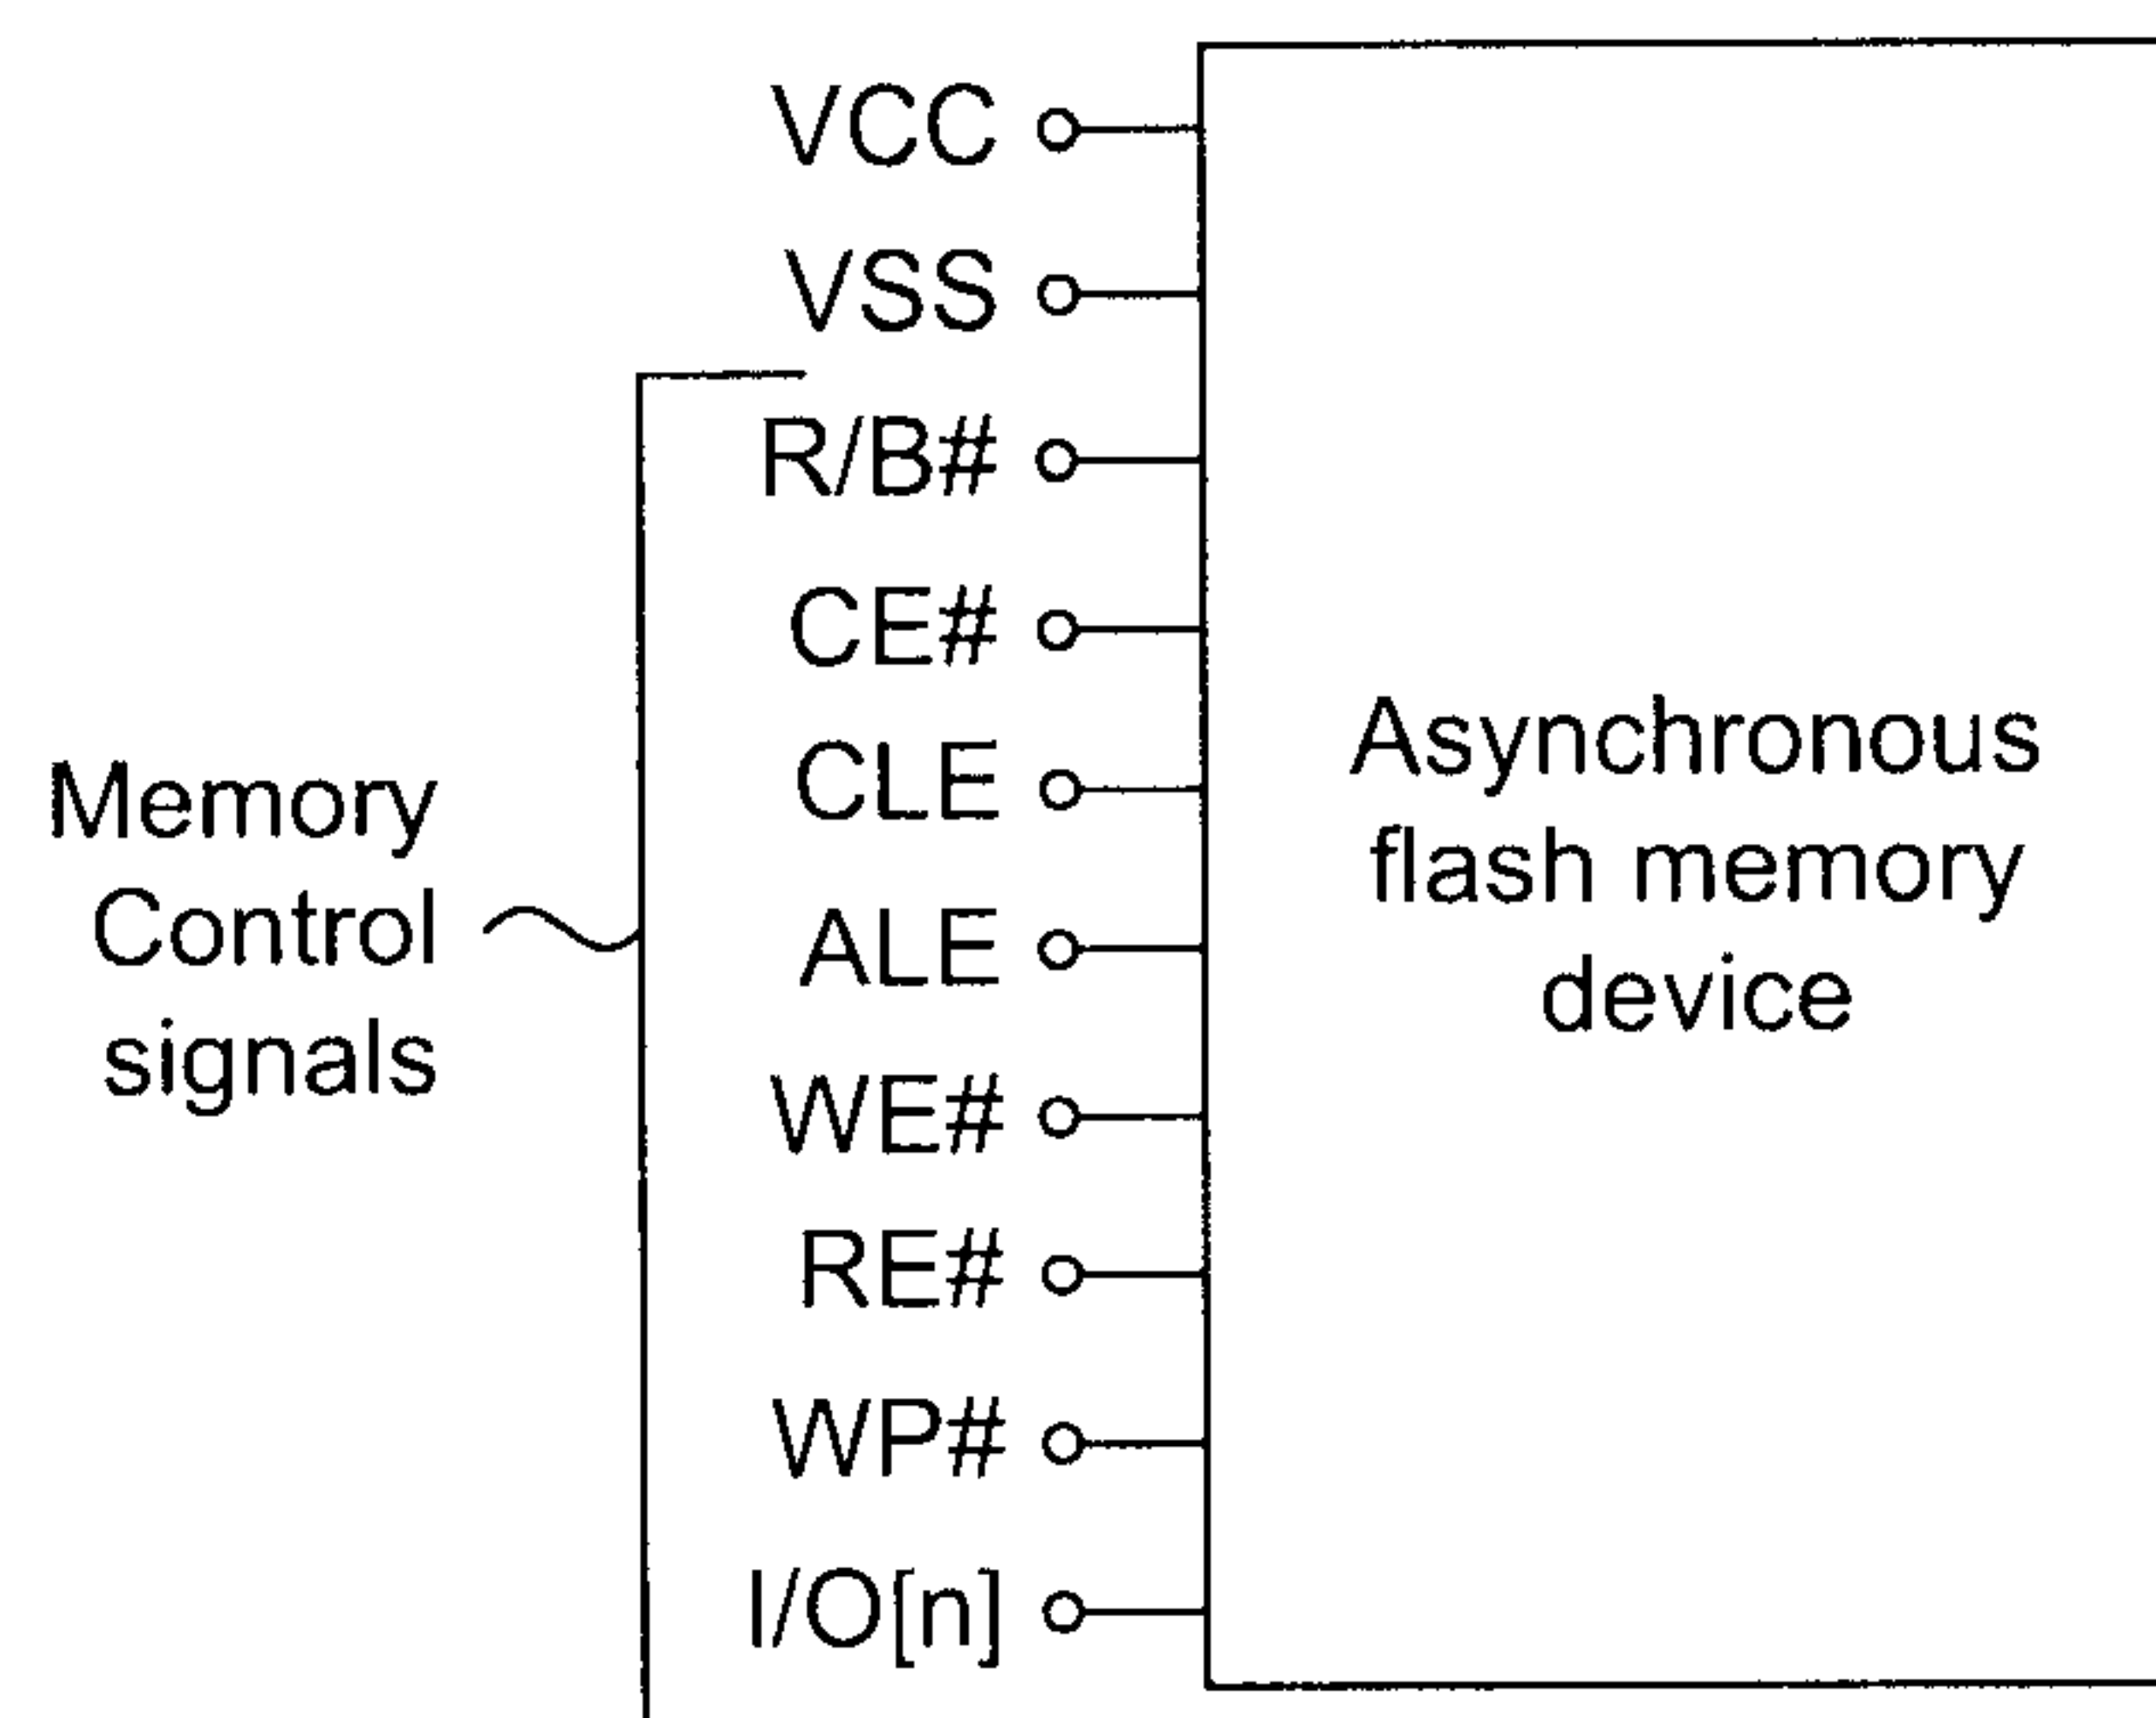 VCC
VSS
R/B#
CE#
CLE
ALE
WE#
RE#
WP#
I/O[n]
Memory
Control
signals
Asynchronous
flash memory
device